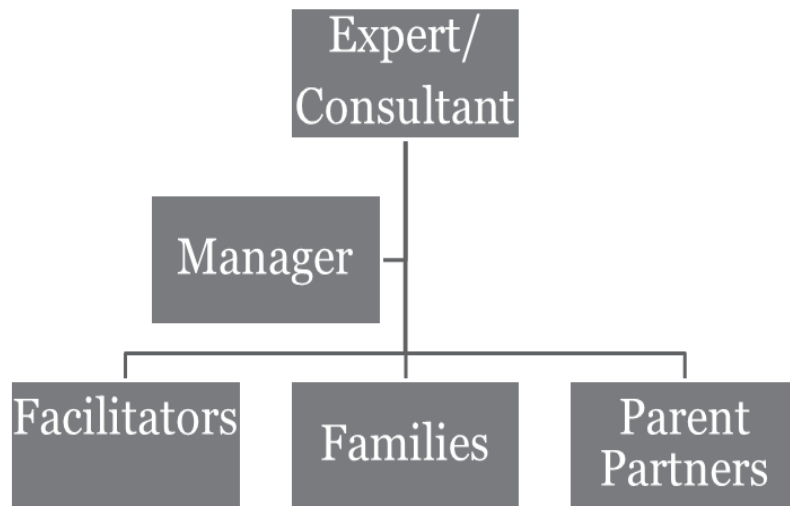 Expert/
Consultant
Manager
Facilitators
Families
Parent
Partners